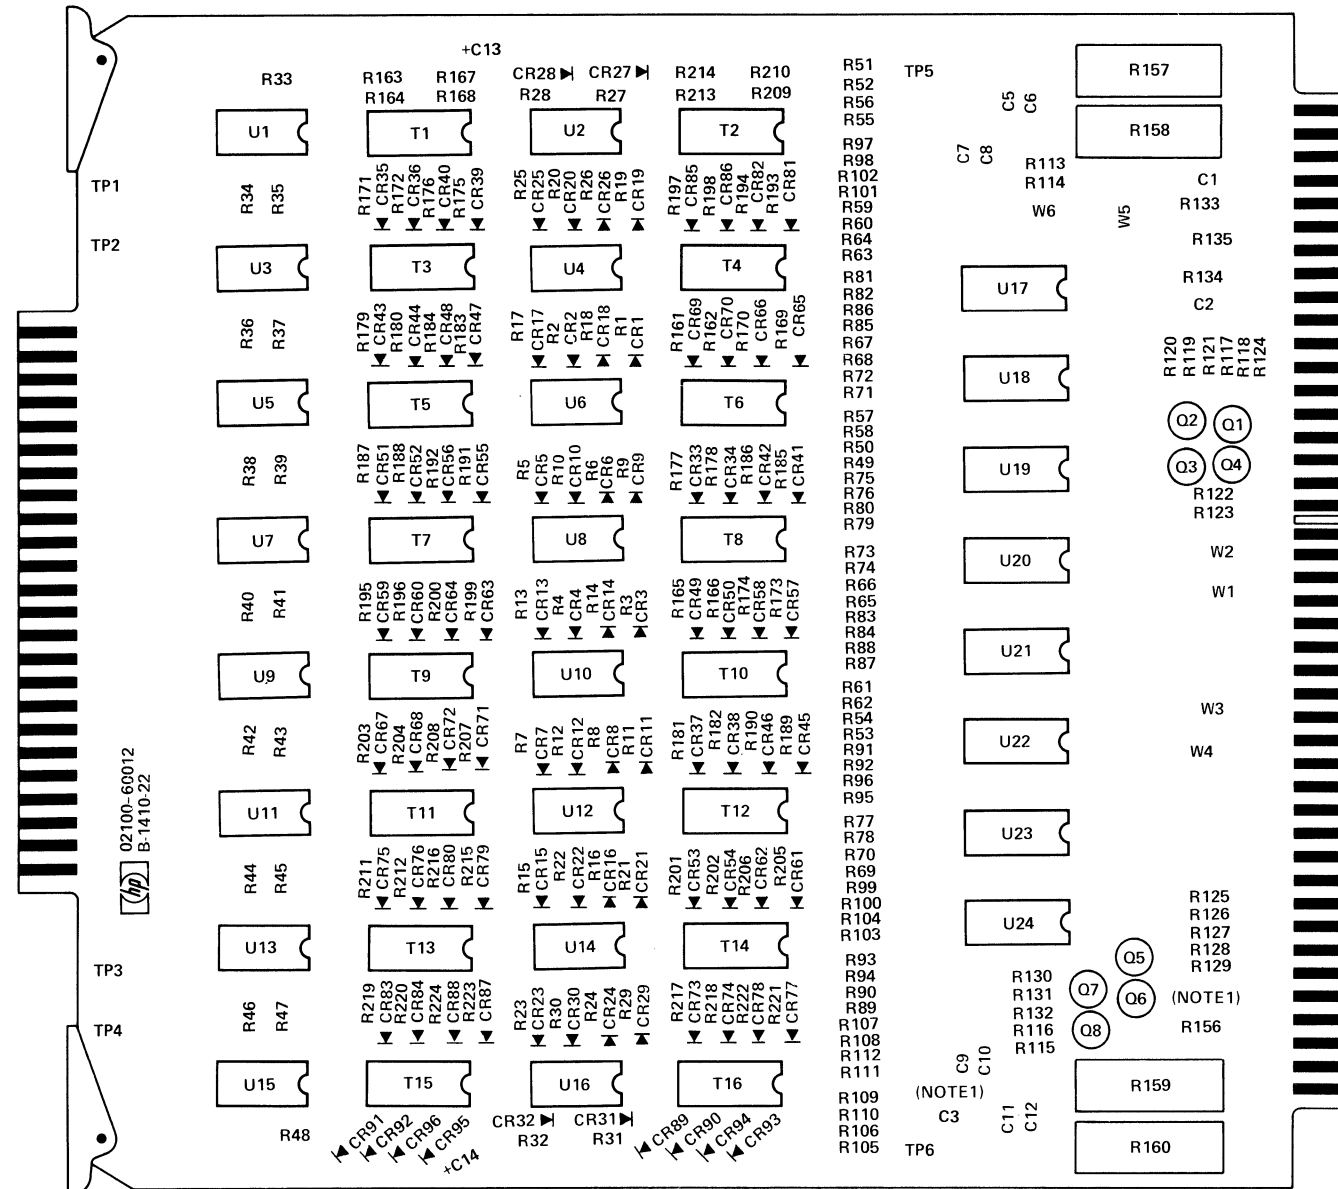 +C13
R33
R163 R167
R164 R168
CR28 CR27
R28 R27
R214 R210
R213 R209
U1 T1 U2 T2
TP1
R34 R35
R171 CR35 R172 CR36 R176 CR40 R175 CR39
R25 CR25 R20 CR20 R26 CR26 R19 CR19
R197 CR85 R198 CR86 R194 CR82 R193 CR81
TP2
U3 T3 U4 T4
R36 R37
R179 CR43 R180 CR44 R184 CR48 R183 CR47
R17 CR17 R2 CR2 R18 CR18 R1 CR1
R161 CR69 R162 CR70 R170 CR66 R169 CR65
U5 T5 U6 T6
R38 R39
R187 CR51 R188 CR52 R192 CR56 R191 CR55
R5 CR5 R10 CR10 R6 CR6 R9 CR9
R177 CR33 R178 CR34 R186 CR42 R185 CR41
U7 T7 U8 T8
R40 R41
R195 CR59 R196 CR60 R200 CR64 R199 CR63
R13 CR13 R4 CR4 R14 CR14 R3 CR3
R165 CR49 R166 CR50 R174 CR58 R173 CR57
U9 T9 U10 T10
R42 R43
R203 CR67 R204 CR68 R208 CR72 R207 CR71
R7 CR7 R12 CR12 R8 CR8 R11 CR11
R181 CR37 R182 CR38 R190 CR46 R189 CR45
hp 02100-60012
B-1410-22
U11 T11 U12 T12
R44 R45
R211 CR75 R212 CR76 R216 CR80 R215 CR79
R15 CR15 R22 CR22 R16 CR16 R21 CR21
R201 CR53 R202 CR54 R206 CR62 R205 CR61
U13 T13 U14 T14
TP3
R46 R47
R219 CR83 R220 CR84 R224 CR88 R223 CR87
R23 CR23 R30 CR30 R24 CR24 R29 CR29
R217 CR73 R218 CR74 R222 CR78 R221 CR77
TP4
U15 T15 U16 T16
R48
CR91 CR92 CR96 CR95
+C14
CR32 CR31
R32 R31
CR89 CR90 CR94 CR93
R51
R52
R56
R55
R97
R98
R102
R101
R59
R60
R64
R63
R81
R82
R86
R85
R67
R68
R72
R71
R57
R58
R50
R49
R75
R76
R80
R79
R73
R74
R66
R65
R83
R84
R88
R87
R61
R62
R54
R53
R91
R92
R96
R95
R77
R78
R70
R69
R99
R100
R104
R103
R93
R94
R90
R89
R107
R108
R112
R111
R109
R110
R106
R105
TP5
R157
C5 C6
R158
C7 C8
R113
R114
C1
R133
W6 W5
R135
U17
R134
C2
R120 R119 R121 R117 R118 R124
U18
Q2 Q1
Q3 Q4
U19
R122
R123
U20
W2
W1
U21
W3
U22
W4
U23
R125
R126
R127
R128
R129
U24
Q5
R130
R131
R132
R116
R115
Q7 Q6
(NOTE1)
Q8
R156
C9 C10
R159
(NOTE1)
C3
C11 C12
TP6
R160